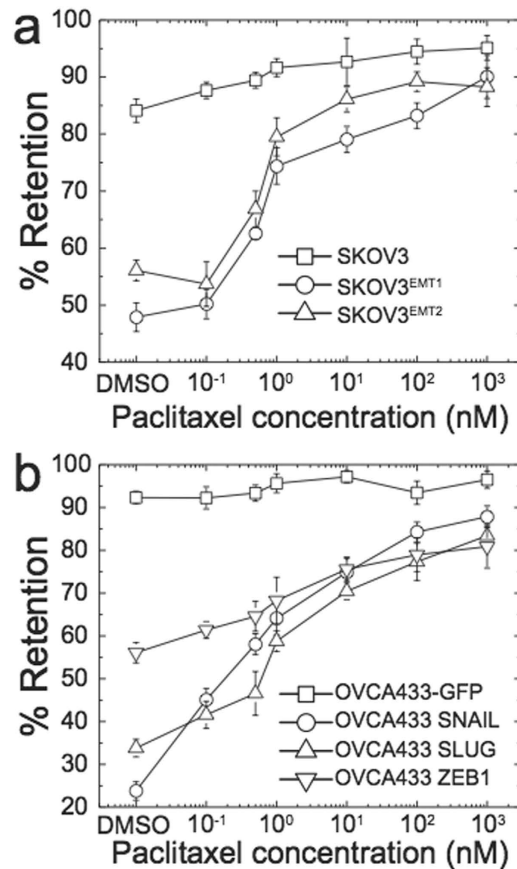 a
100
90
80
70
60
50
40
% Retention
SKOV3
SKOV3ᴱᴹᵀ¹
SKOV3ᴱᴹᵀ²
DMSO 10⁻¹ 10⁰ 10¹ 10² 10³
Paclitaxel concentration (nM)
b
100
90
80
70
60
50
40
30
20
% Retention
OVCA433-GFP
OVCA433 SNAIL
OVCA433 SLUG
OVCA433 ZEB1
DMSO 10⁻¹ 10⁰ 10¹ 10² 10³
Paclitaxel concentration (nM)